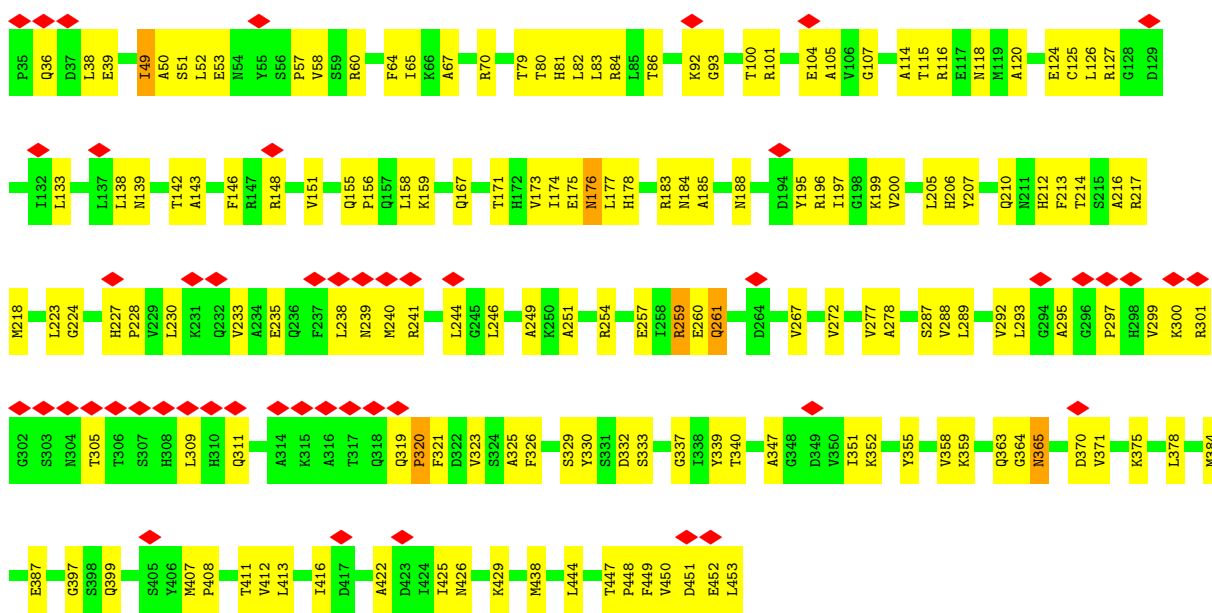 P35 Q36 D37 L38 E39 I49 A50 S51 L52 E53 N54 Y55 S56 P57 V58 S59 R60 F64 I65 K66 A67 R70 T79 T80 H81 L82 L83 R84 L85 T86 K92 G93 T100 R101 E104 A105 V106 G107 A114 T115 R116 E117 N118 M119 A120 E124 C125 L126 R127 G128 D129
I132 L133 L137 L138 N139 T142 A143 F146 R147 R148 V151 Q155 P156 Q157 L158 K159 Q167 T171 H172 V173 I174 E175 N176 L177 H178 R183 N184 A185 N188 D194 Y195 R196 I197 G198 K199 V200 L205 H206 Y207 Q210 N211 H212 F213 T214 S215 A216 R217
M218 L223 G224 H227 P228 V229 L230 K231 Q232 V233 A234 E235 Q236 F237 L238 N239 M240 R241 L244 G245 L246 A249 K250 A251 R254 E257 I258 R259 E260 Q261 D264 V267 V272 V277 A278 S287 V288 L289 V292 L293 G294 A295 G296 P297 H298 V299 K300 R301
G302 S303 N304 T305 T306 S307 H308 L309 H310 Q311 A314 K315 A316 T317 Q318 Q319 P320 F321 D322 V323 S324 A325 F326 S329 Y330 S331 D332 S333 G337 I338 Y339 T340 A347 G348 D349 V350 I351 K352 Y355 V358 K359 Q363 G364 N365 D370 V371 K375 L378 M384
E387 G397 S398 Q399 S405 Y406 M407 P408 T411 V412 L413 I416 D417 A422 D423 I424 I425 N426 K429 M438 L444 T447 P448 F449 V450 D451 E452 L453